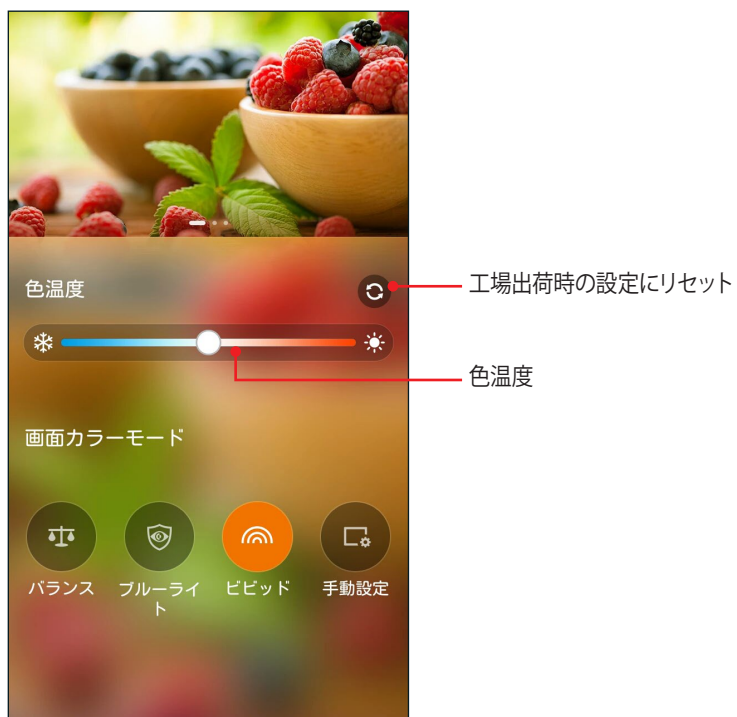 色温度
工場出荷時の設定にリセット
色温度
画面カラーモード
バランス
ブルーライ
ト
ビビッド
手動設定